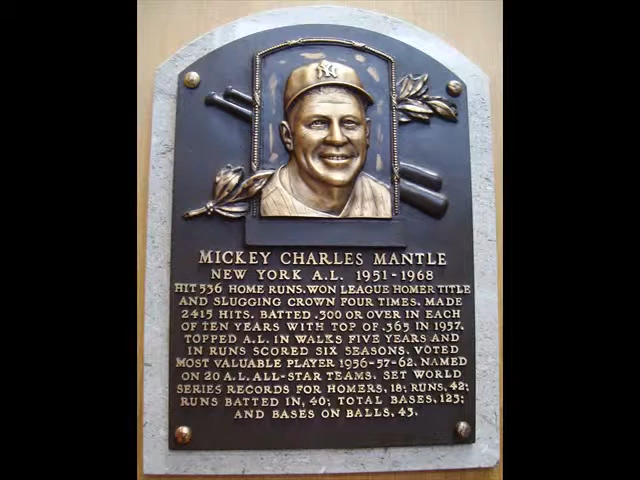 NY
MICKEY CHARLES MANTLE
NEW YORK A.L. 1951-1968
HIT 536 HOME RUNS. WON LEAGUE HOMER TITLE
AND SLUGGING CROWN FOUR TIMES. MADE
2415 HITS. BATTED .300 OR OVER IN EACH
OF TEN YEARS WITH TOP OF .365 IN 1957.
TOPPED A.L. IN WALKS FIVE YEARS AND
IN RUNS SCORED SIX SEASONS. VOTED
MOST VALUABLE PLAYER 1956-57-62. NAMED
ON 20 A.L. ALL-STAR TEAMS. SET WORLD
SERIES RECORDS FOR HOMERS, 18; RUNS, 42;
RUNS BATTED IN, 40; TOTAL BASES, 123;
AND BASES ON BALLS, 43.